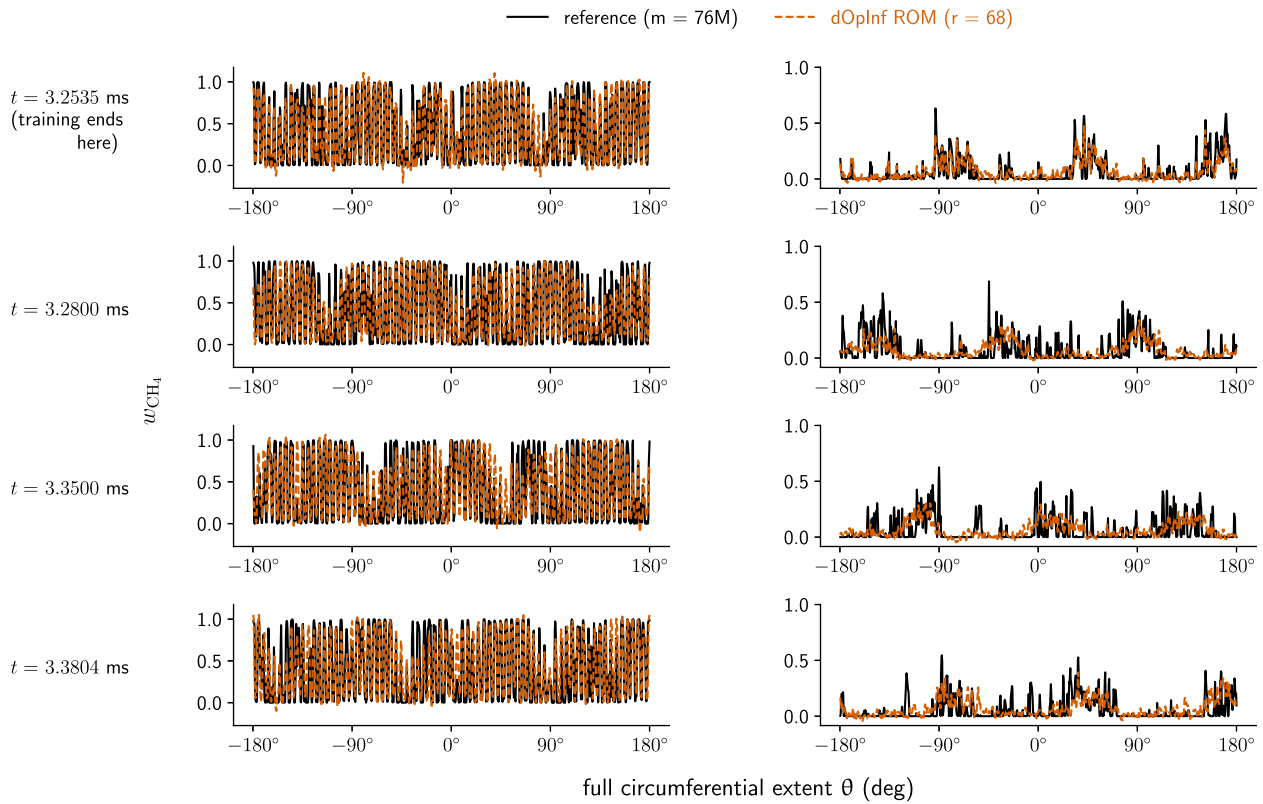 reference (m = 76M) dOpInf ROM (r = 68)
t = 3.2535 ms
(training ends
here)
1.0
0.5
0.0
−180° −90° 0° 90° 180°
1.0
0.5
0.0
−180° −90° 0° 90° 180°
t = 3.2800 ms
1.0
0.5
0.0
−180° −90° 0° 90° 180°
1.0
0.5
0.0
−180° −90° 0° 90° 180°
w_CH₄
t = 3.3500 ms
1.0
0.5
0.0
−180° −90° 0° 90° 180°
1.0
0.5
0.0
−180° −90° 0° 90° 180°
t = 3.3804 ms
1.0
0.5
0.0
−180° −90° 0° 90° 180°
1.0
0.5
0.0
−180° −90° 0° 90° 180°
full circumferential extent θ (deg)